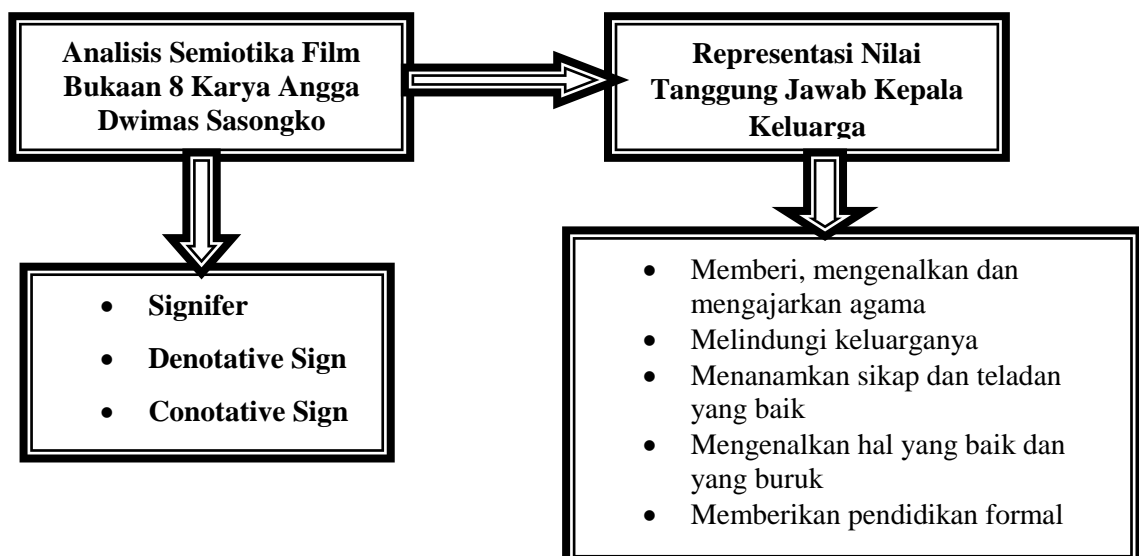 Analisis Semiotika Film
Bukaan 8 Karya Angga
Dwimas Sasongko
Representasi Nilai
Tanggung Jawab Kepala
Keluarga
• Signifer
• Denotative Sign
• Conotative Sign
• Memberi, mengenalkan dan
mengajarkan agama
• Melindungi keluarganya
• Menanamkan sikap dan teladan
yang baik
• Mengenalkan hal yang baik dan
yang buruk
• Memberikan pendidikan formal